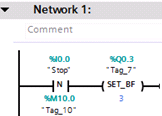 Network 1:
Comment
%I0.0 %Q0.3
"Stop" "Tag_7"
N SET_BF
%M10.0 3
"Tag_10"